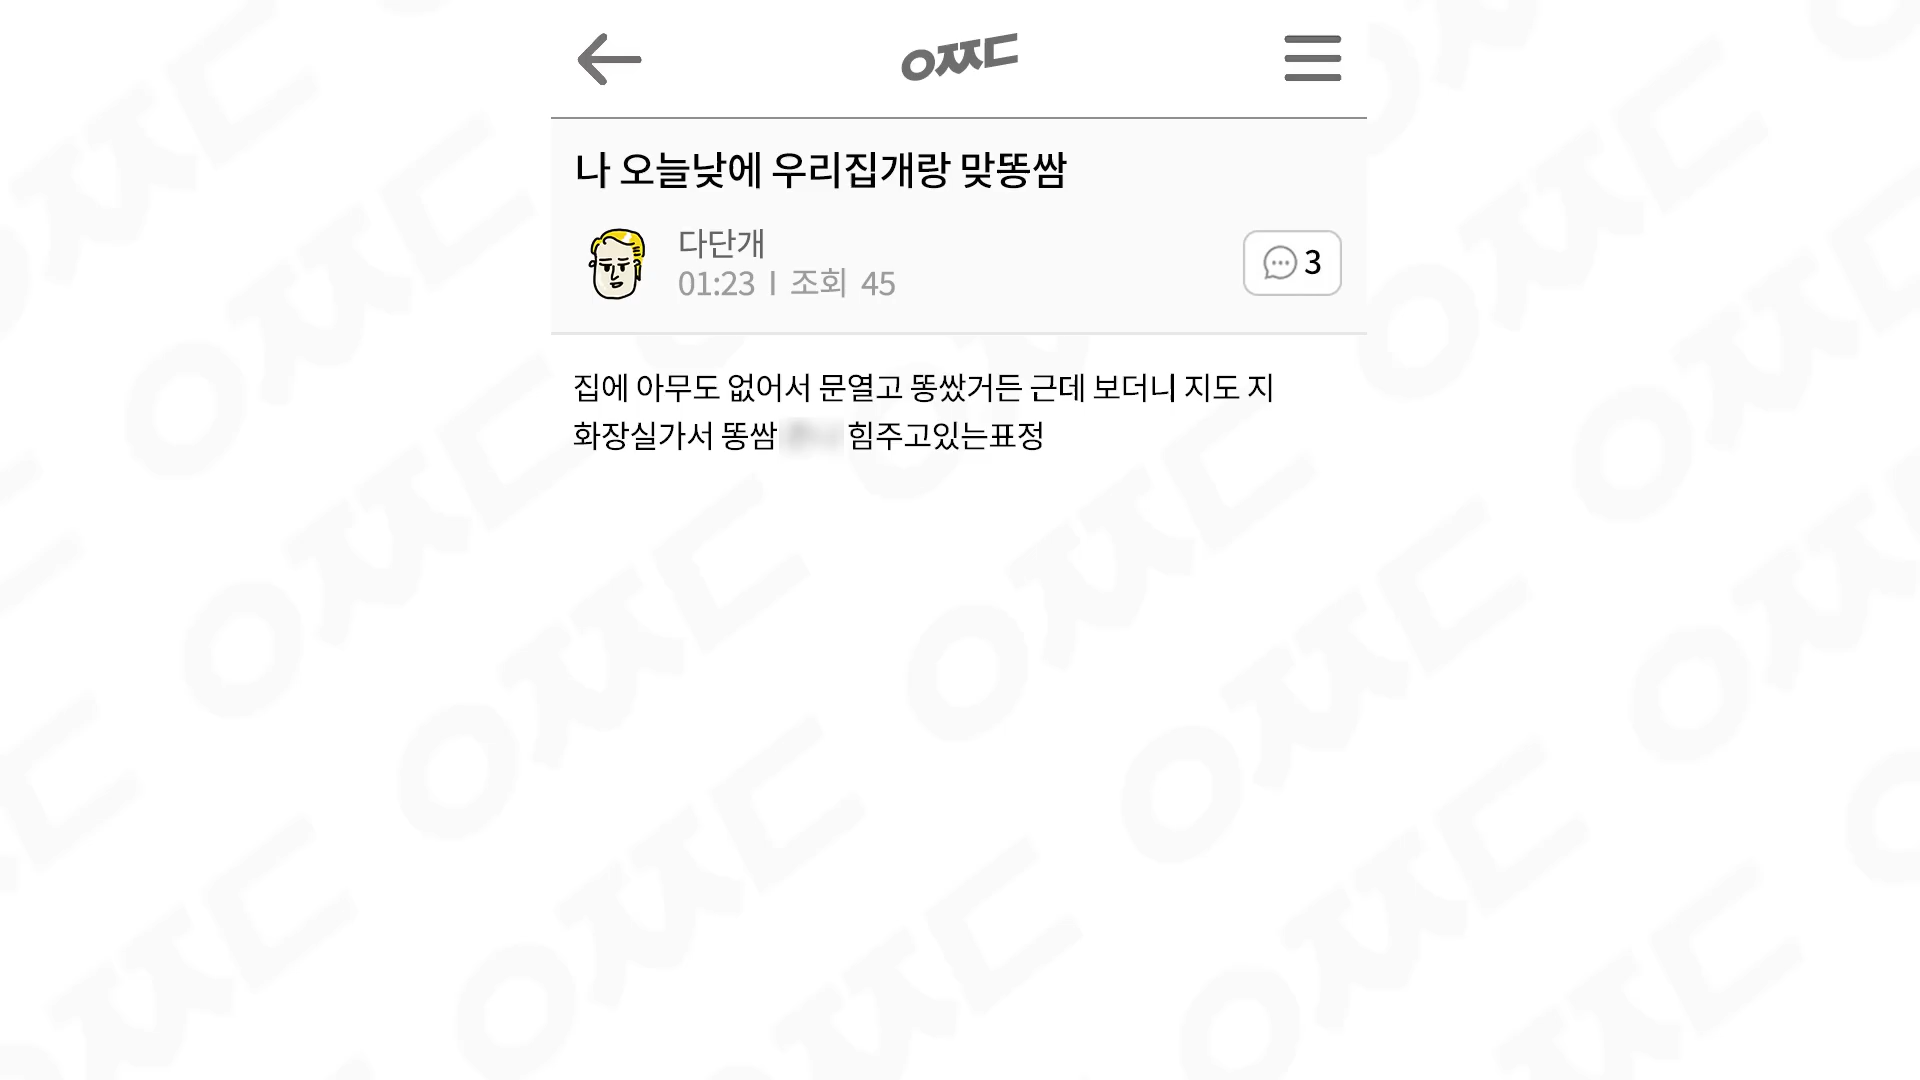 어쩌다
나 오늘낮에 우리집개랑 맞똥쌈
다단개
01:23 ㅣ 조회 45
3
집에 아무도 없어서 문열고 똥쌌거든 근데 보더니 지도 지
화장실가서 똥쌈 힘주고있는표정